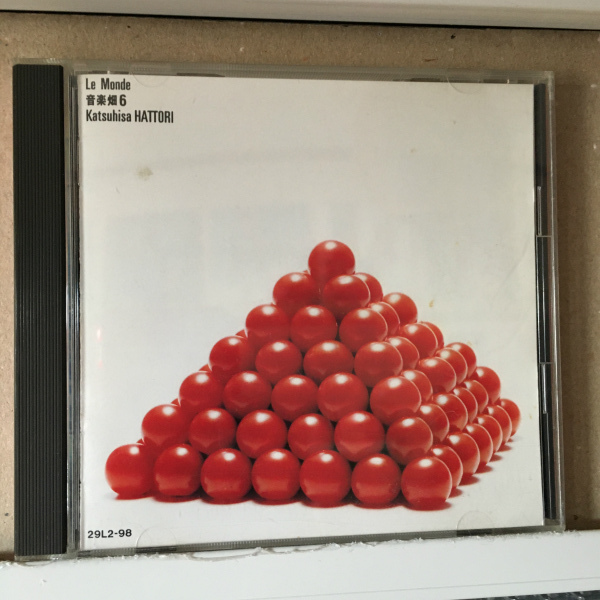 Le Monde
音楽畑6
Katsuhisa HATTORI
29L2-98